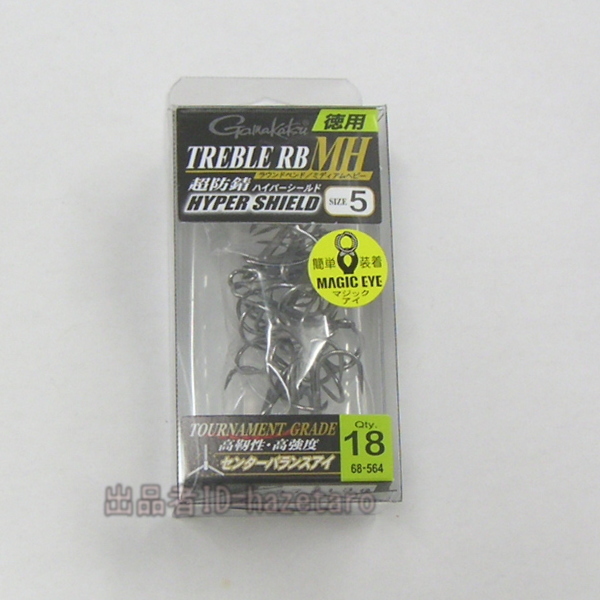 Gamakatsu® 徳用
TREBLE RB MH
ラウンドベンド/ミディアムヘビー
超防錆 ハイパーシールド
HYPER SHIELD SIZE 5
簡単 装着
MAGIC EYE
マジック
アイ
TOURNAMENT GRADE
高靭性・高強度
センターバランスアイ
Qty.
18
68-564
出品者ID-hazetaro